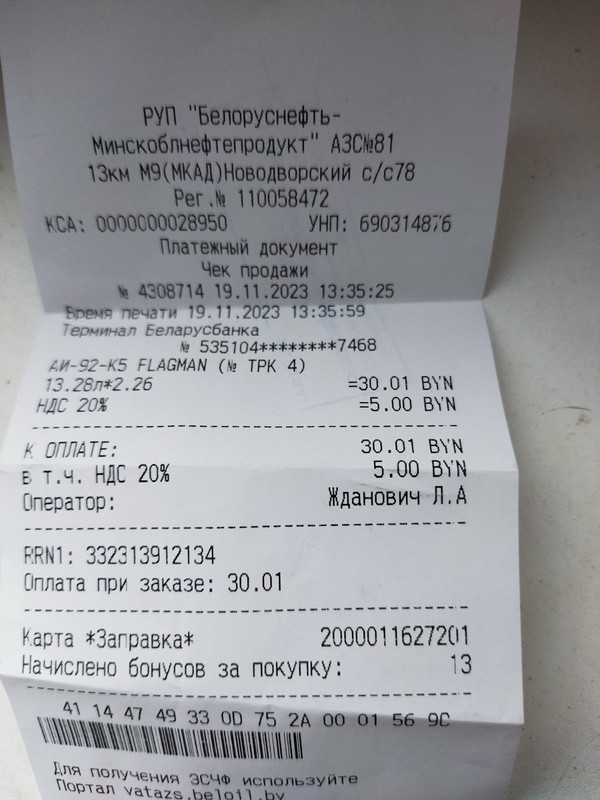 РУП "Белоруснефть-
Минскоблнефтепродукт" АЗС№81
13км М9(МКАД)Новодворский с/с78
Рег.№ 110058472
КСА: 0000000028950 УНП: 690314876
Платежный документ
Чек продажи
№ 4308714 19.11.2023 13:35:25
Время печати 19.11.2023 13:35:59
Терминал Беларусбанка
№ 535104********7468
АИ-92-К5 FLAGMAN (№ ТРК 4)
13.28л*2.26 =30.01 BYN
НДС 20% =5.00 BYN
К ОПЛАТЕ: 30.01 BYN
в т.ч. НДС 20% 5.00 BYN
Оператор: Жданович Л.А
RRN1: 332313912134
Оплата при заказе: 30.01
Карта *Заправка* 2000011627201
Начислено бонусов за покупку: 13
41 14 47 49 33 0D 75 2A 00 01 56 9C
Для получения ЭСЧФ используйте
Портал vatazs.beloil.by